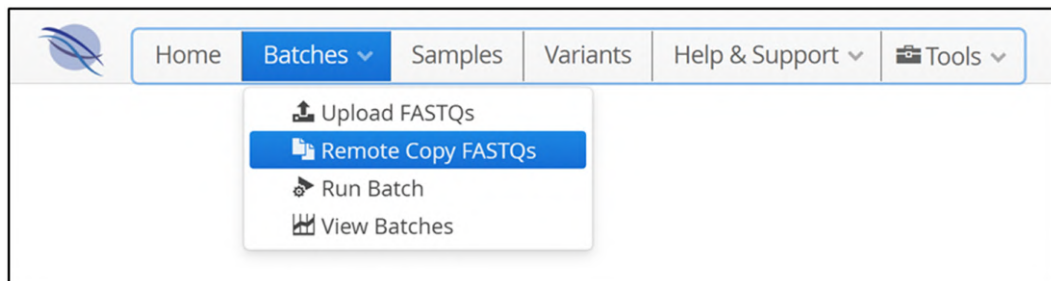 Home Batches Samples Variants Help & Support Tools
Upload FASTQs
Remote Copy FASTQs
Run Batch
View Batches